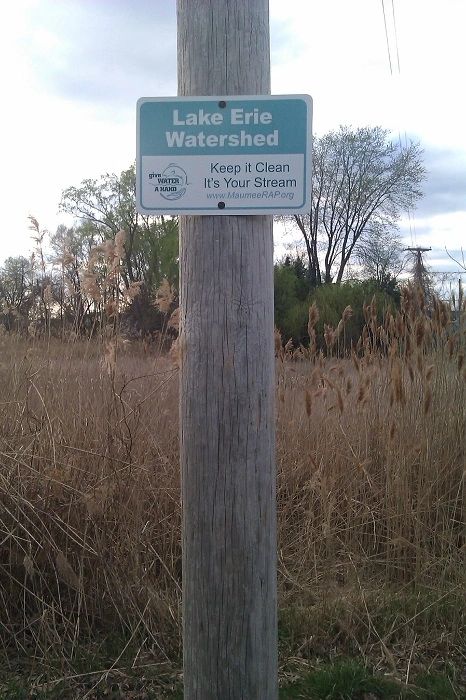 Lake Erie
Watershed
give
WATER
A HAND
Keep it Clean
It's Your Stream
www.MaumeeRAP.org